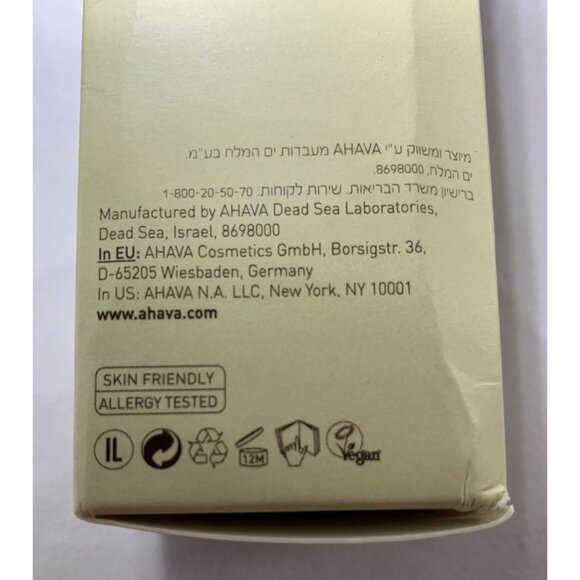 מיוצר ומשווק ע"י AHAVA מעבדות ים המלח בע"מ.
ים המלח, 8698000.
ברישיון משרד הבריאות. שירות לקוחות: 1-800-20-50-70
Manufactured by AHAVA Dead Sea Laboratories,
Dead Sea, Israel, 8698000
In EU: AHAVA Cosmetics GmbH, Borsigstr. 36,
D-65205 Wiesbaden, Germany
In US: AHAVA N.A. LLC, New York, NY 10001
www.ahava.com
SKIN FRIENDLY
ALLERGY TESTED
IL
12M
vegan